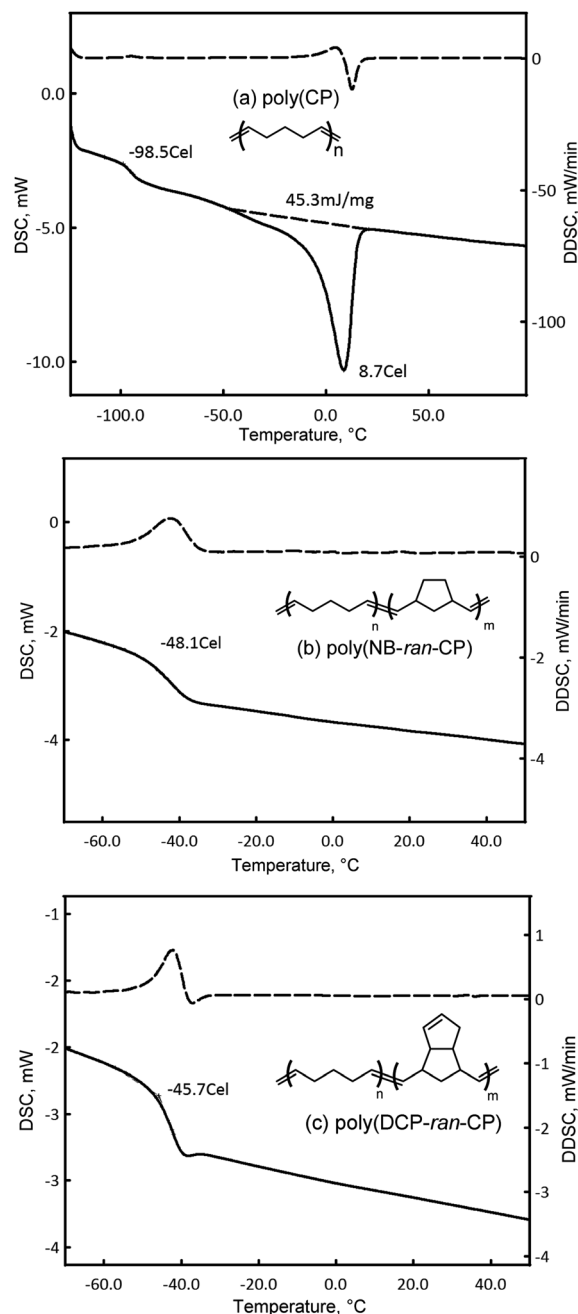 0.0
0
(a) poly(CP)
n
-98.5Cel
45.3mJ/mg
-5.0
-50
-100
-10.0
8.7Cel
DSC, mW
DDSC, mW/min
-100.0 -50.0 0.0 50.0
Temperature, °C
0
0
n m
-48.1Cel
(b) poly(NB-ran-CP)
-2
-2
-4
-4
DSC, mW
DDSC, mW/min
-60.0 -40.0 -20.0 0.0 20.0 40.0
Temperature, °C
-1
1
-2
0
-2
-1
-45.7Cel
n m
(c) poly(DCP-ran-CP)
-3
-2
-3
-3
-4
-4
DSC, mW
DDSC, mW/min
-60.0 -40.0 -20.0 0.0 20.0 40.0
Temperature, °C